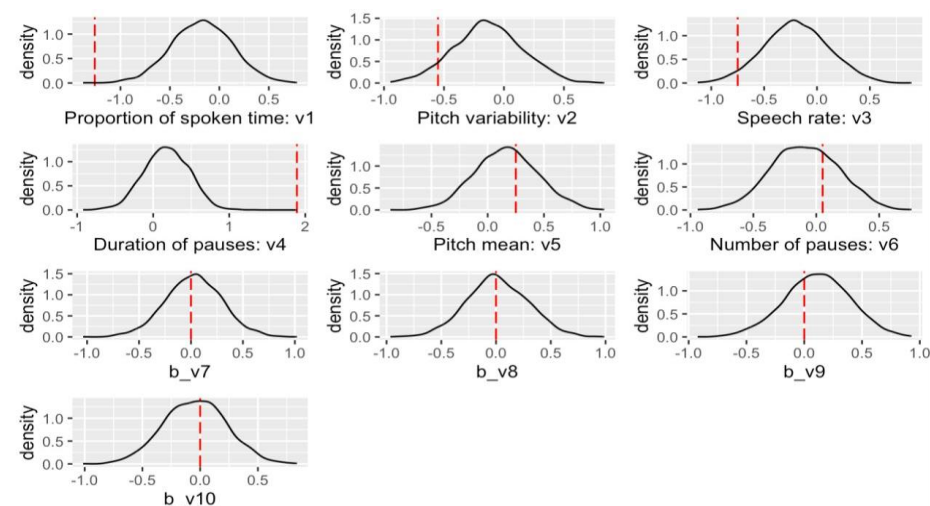 density
1.0
0.5
0.0
-1.0 -0.5 0.0 0.5
Proportion of spoken time: v1
density
1.5
1.0
0.5
0.0
-1.0 -0.5 0.0 0.5
Pitch variability: v2
density
1.0
0.5
0.0
-1.0 -0.5 0.0 0.5
Speech rate: v3
density
1.0
0.5
0.0
-1 0 1 2
Duration of pauses: v4
density
1.0
0.5
0.0
-0.5 0.0 0.5 1.0
Pitch mean: v5
density
1.0
0.5
0.0
-1.0 -0.5 0.0 0.5
Number of pauses: v6
density
1.5
1.0
0.5
0.0
-1.0 -0.5 0.0 0.5 1.0
b_v7
density
1.5
1.0
0.5
0.0
-1.0 -0.5 0.0 0.5 1.0
b_v8
density
1.0
0.5
0.0
-1.0 -0.5 0.0 0.5 1.0
b_v9
density
1.0
0.5
0.0
-1.0 -0.5 0.0 0.5
b_v10